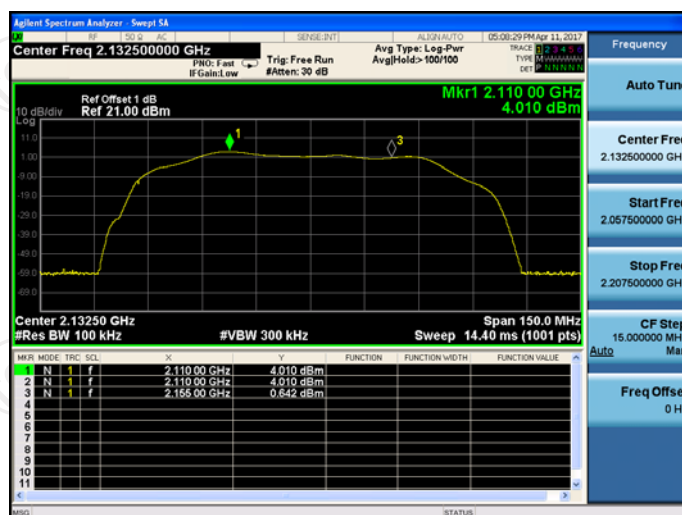 Agilent Spectrum Analyzer - Swept SA
RF 50 Ω AC SENSE:INT ALIGN AUTO 05:08:29 PM Apr 11, 2017
Center Freq 2.132500000 GHz
PNO: Fast
IFGain:Low
Trig: Free Run
#Atten: 30 dB
Avg Type: Log-Pwr
Avg|Hold:>100/100
TRACE 1 2 3 4 5 6
TYPE
DET P N N N N N
Mkr1 2.110 00 GHz
4.010 dBm
Ref Offset 1 dB
10 dB/div Ref 21.00 dBm
Log
11.0
1.00
-9.00
-19.0
-29.0
-39.0
-49.0
-59.0
-69.0
1
3
Center 2.13250 GHz Span 150.0 MHz
#Res BW 100 kHz #VBW 300 kHz Sweep 14.40 ms (1001 pts)
MKR MODE TRC SCL X Y FUNCTION FUNCTION WIDTH FUNCTION VALUE
1 N 1 f 2.110 00 GHz 4.010 dBm
2 N 1 f 2.110 00 GHz 4.010 dBm
3 N 1 f 2.155 00 GHz 0.642 dBm
4
5
6
7
8
9
10
11
MSG STATUS
Frequency
Auto Tun
Center Fre
2.132500000 GH
Start Fre
2.057500000 GH
Stop Fre
2.207500000 GH
CF Step
15.000000 MH
Auto Ma
Freq Offse
0 H